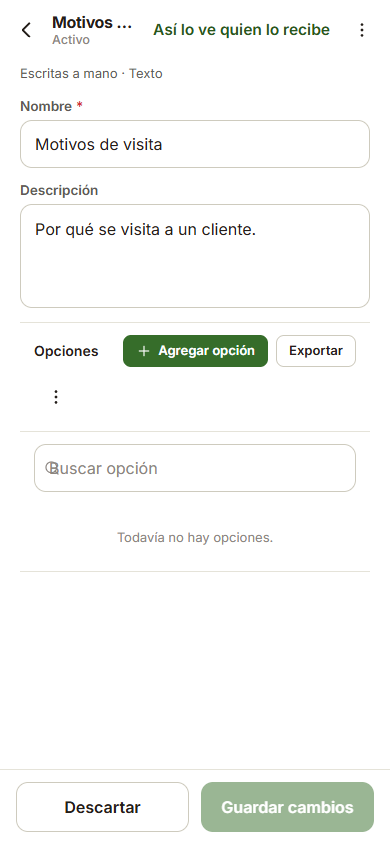 Motivos ...
Activo
Así lo ve quien lo recibe
Escritas a mano · Texto
Nombre *
Motivos de visita
Descripción
Por qué se visita a un cliente.
Opciones
+ Agregar opción
Exportar
Buscar opción
Todavía no hay opciones.
Descartar
Guardar cambios